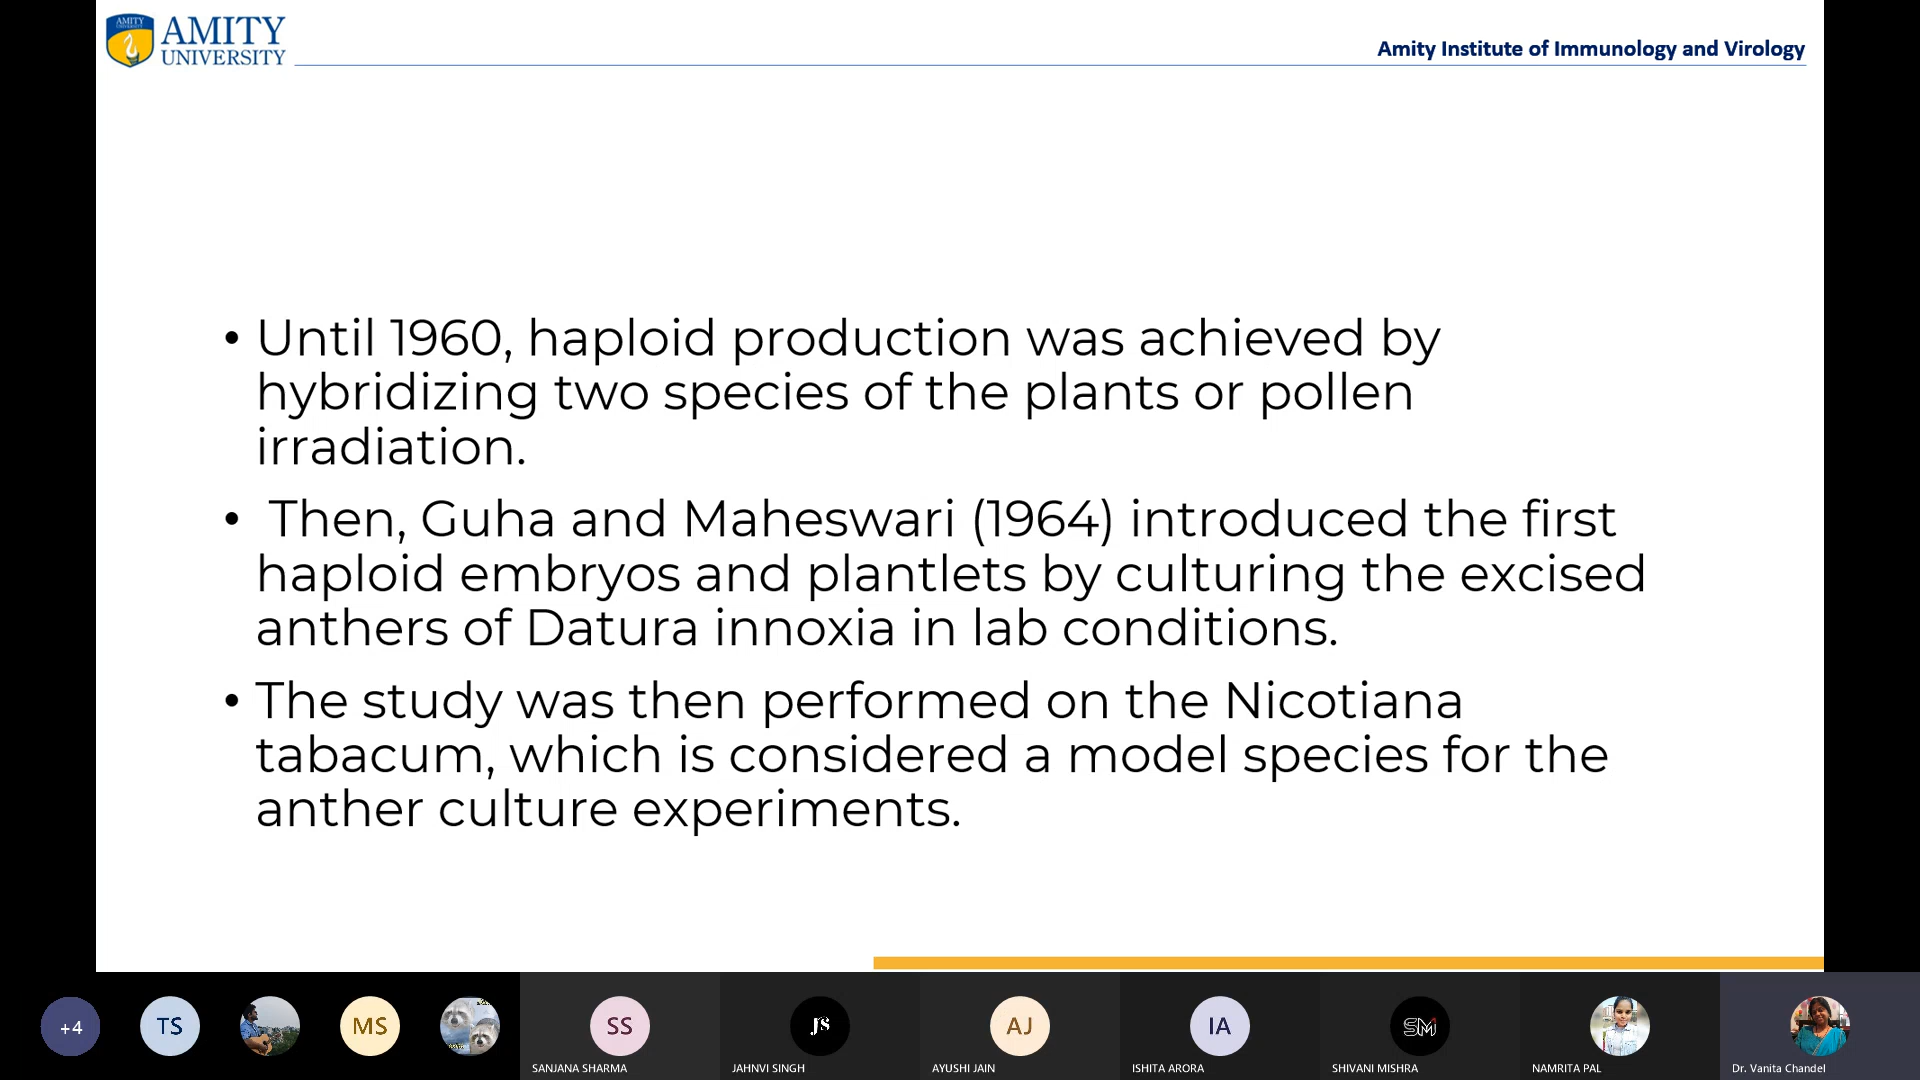 AMITY
UNIVERSITY
AMITY
UNIVERSITY
Amity Institute of Immunology and Virology
• Until 1960, haploid production was achieved by
hybridizing two species of the plants or pollen
irradiation.
• Then, Guha and Maheswari (1964) introduced the first
haploid embryos and plantlets by culturing the excised
anthers of Datura innoxia in lab conditions.
• The study was then performed on the Nicotiana
tabacum, which is considered a model species for the
anther culture experiments.
+4
TS
MS
SS
JS
AJ
IA
SM
SANJANA SHARMA
JAHNVI SINGH
AYUSHI JAIN
ISHITA ARORA
SHIVANI MISHRA
NAMRITA PAL
Dr. Vanita Chandel